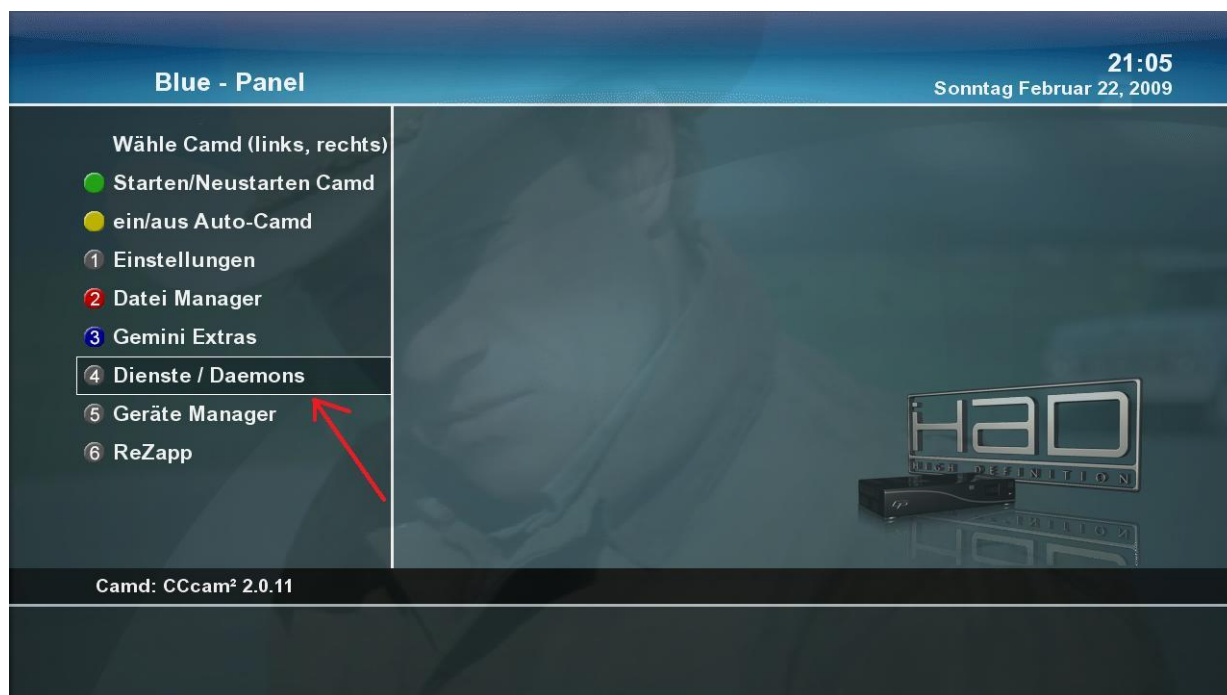 Blue - Panel
21:05
Sonntag Februar 22, 2009
Wähle Camd (links, rechts)
Starten/Neustarten Camd
ein/aus Auto-Camd
1 Einstellungen
2 Datei Manager
3 Gemini Extras
4 Dienste / Daemons
5 Geräte Manager
6 ReZapp
iHaD
HIGH DEFINITION
Camd: CCcam² 2.0.11